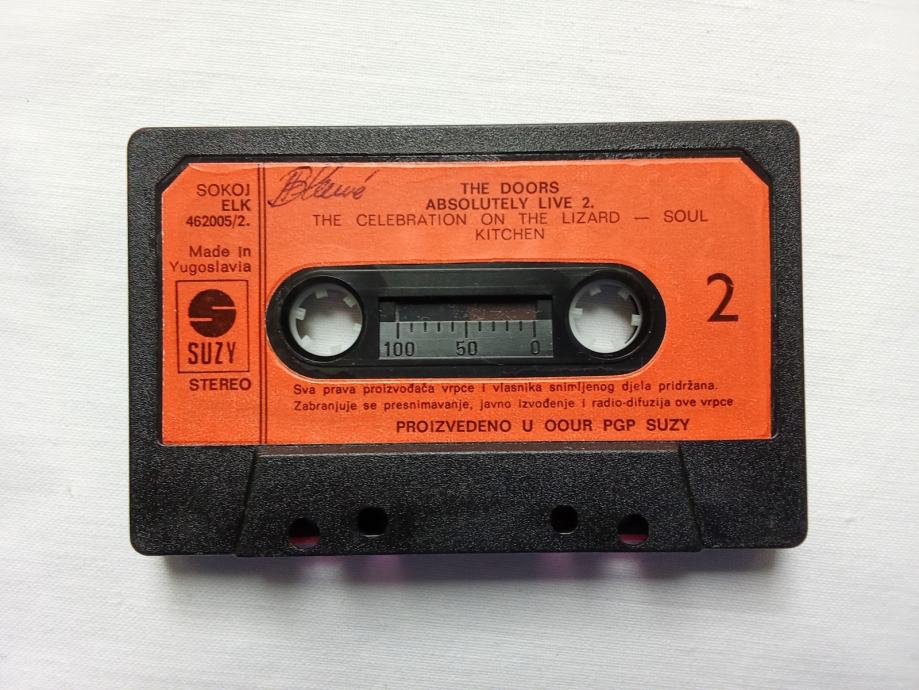 SOKOJ
ELK
462005/2.
Made in
Yugoslavia
SUZY
STEREO
THE DOORS
ABSOLUTELY LIVE 2.
THE CELEBRATION ON THE LIZARD — SOUL
KITCHEN
2
100 50 0
Sva prava proizvođača vrpce i vlasnika snimljenog djela pridržana.
Zabranjuje se presnimavanje, javno izvođenje i radio-difuzija ove vrpce
PROIZVEDENO U OOUR PGP SUZY